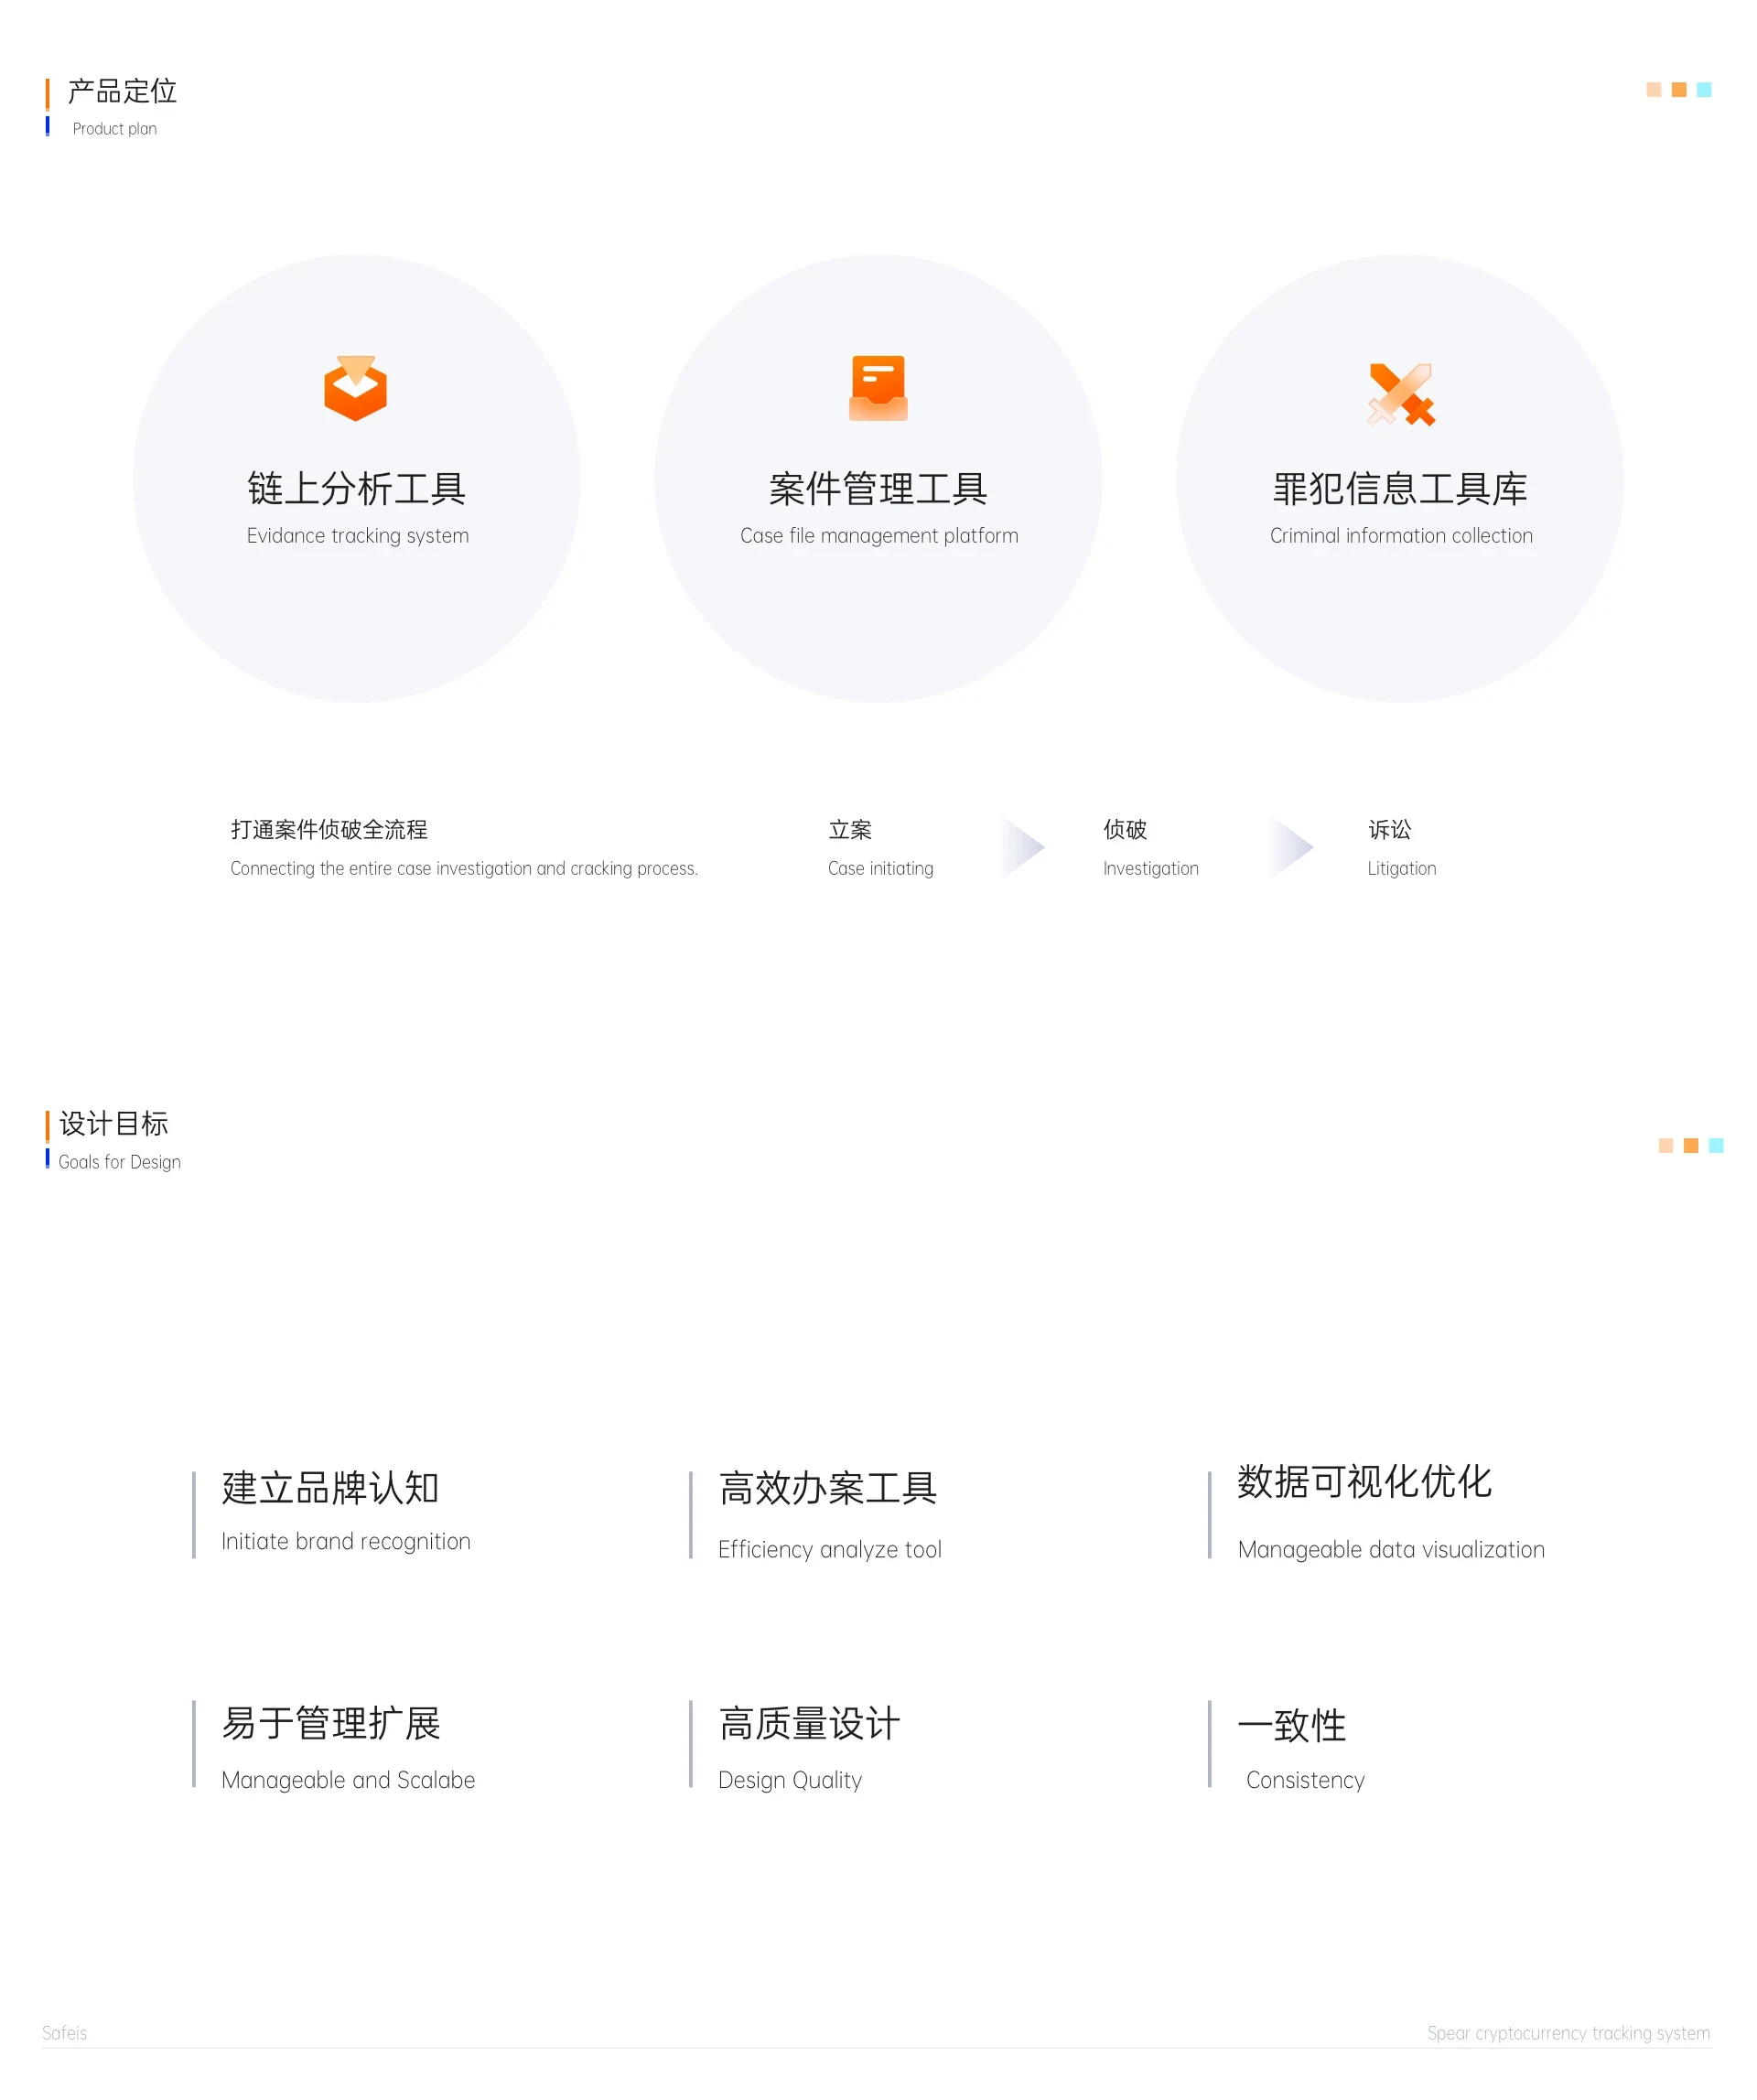 产品定位
Product plan
链上分析工具
Evidance tracking system
案件管理工具
Case file management platform
罪犯信息工具库
Criminal information collection
打通案件侦破全流程
Connecting the entire case investigation and cracking process.
立案
Case initiating
侦破
Investigation
诉讼
Litigation
设计目标
Goals for Design
建立品牌认知
Initiate brand recognition
高效办案工具
Efficiency analyze tool
数据可视化优化
Manageable data visualization
易于管理扩展
Manageable and Scalabe
高质量设计
Design Quality
一致性
Consistency
Safeis
Spear cryptocurrency tracking system